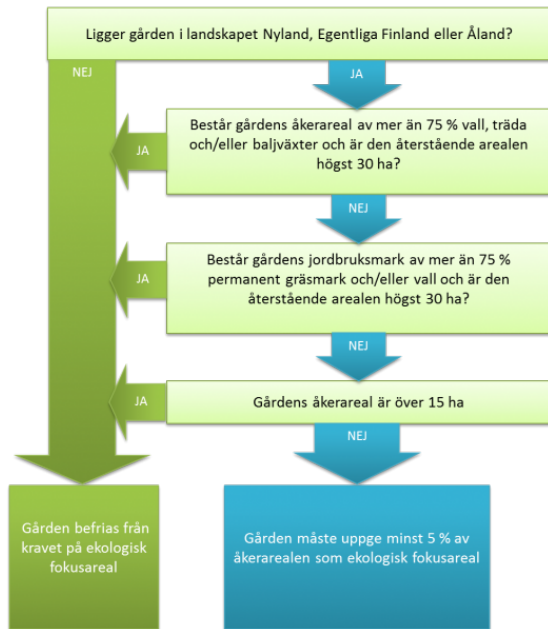 Ligger gården i landskapet Nyland, Egentliga Finland eller Åland?
NEJ
JA
Består gårdens åkerareal av mer än 75 % vall, träda
och/eller baljväxter och är den återstående arealen
högst 30 ha?
JA
NEJ
Består gårdens jordbruksmark av mer än 75 %
permanent gräsmark och/eller vall och är den
återstående arealen högst 30 ha?
JA
NEJ
Gårdens åkerareal är över 15 ha
JA
NEJ
Gården befrias från
kravet på ekologisk
fokusareal
Gården måste uppge minst 5 % av
åkerarealen som ekologisk fokusareal